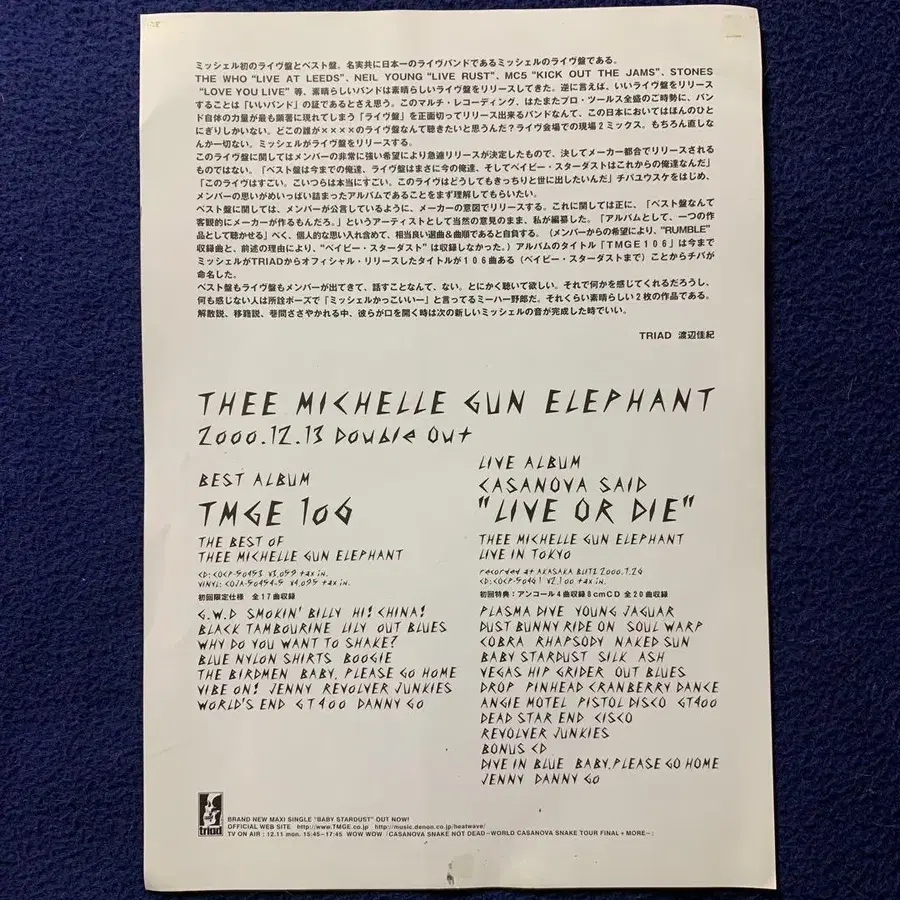 ミッシェル初のライヴ盤とベスト盤。名実共に日本一のライヴバンドであるミッシェルのライヴ盤である。
THE WHO "LIVE AT LEEDS"、NEIL YOUNG "LIVE RUST"、MC5 "KICK OUT THE JAMS"、STONES
"LOVE YOU LIVE" 等、素晴らしいバンドは素晴らしいライヴ盤をリリースしてきた。逆に言えば、いいライヴ盤をリリース
することは「いいバンド」の証であるとさえ思う。このマルチ・レコーディング、はたまたプロ・ツールス全盛のご時勢に、バン
ド自体の力量が最も顕著に現れてしまう「ライヴ盤」を正面切ってリリース出来るバンドなんて、この日本においてはほんのひと
にぎりしかいない。どこの誰が××××のライヴ盤なんて聴きたいと思うんだ？ライヴ会場での現場２ミックス。もちろん直しな
んか一切ない。ミッシェルがライヴ盤をリリースする。
このライヴ盤に関してはメンバーの非常に強い希望により急遽リリースが決定したもので、決してメーカー都合でリリースされる
ものではない。「ベスト盤は今までの俺達、ライヴ盤はまさに今の俺達、そしてベイビー・スターダストはこれからの俺達なんだ」
「このライヴはすごい。こいつらは本当にすごい。このライヴはどうしてもきっちりと世に出したいんだ」チバユウスケをはじめ、
メンバーの思いがめいっぱい詰まったアルバムであることをまず理解してもらいたい。
ベスト盤に関しては、メンバーが公言しているように、メーカーの意図でリリースする。これに関しては正に、「ベスト盤なんて
客観的にメーカーが作るもんだろ。」というアーティストとして当然の意見のまま、私が編纂した。「アルバムとして、一つの作
品として聴かせる」べく、個人的な思い入れ含めて、相当良い選曲＆曲順であると自負する。（メンバーからの希望により、"RUMBLE"
収録曲と、前述の理由により、"ベイビー・スターダスト" は収録しなかった。）アルバムのタイトル「TMGE106」は今まで
ミッシェルがTRIADからオフィシャル・リリースしたタイトルが１０６曲ある（ベイビー・スターダストまで）ことからチバが
命名した。
ベスト盤もライヴ盤もメンバーが出てきて、話すことなんて、ない。とにかく聴いて欲しい。それで何かを感じてくれるだろうし、
何も感じない人は所詮ポーズで「ミッシェルかっこいいー」と言ってるミーハー野郎だ。それくらい素晴らしい２枚の作品である。
解散説、移籍説、巷間ささやかれる中、彼らが口を開く時は次の新しいミッシェルの音が完成した時でいい。
TRIAD 渡辺佳紀
THEE MICHELLE GUN ELEPHANT
2000.12.13 Double Out
BEST ALBUM
TMGE 106
THE BEST OF
THEE MICHELLE GUN ELEPHANT
CD: COCP-50453 ¥3,059 tax in.
VINYL: COJA-50454-5 ¥4,095 tax in.
初回限定仕様 全17曲収録
G.W.D SMOKIN' BILLY HI! CHINA!
BLACK TAMBOURINE LILY OUT BLUES
WHY DO YOU WANT TO SHAKE?
BLUE NYLON SHIRTS BOOGIE
THE BIRDMEN BABY, PLEASE GO HOME
VIBE ON! JENNY REVOLVER JUNKIES
WORLD'S END GT400 DANNY GO
LIVE ALBUM
CASANOVA SAID
"LIVE OR DIE"
THEE MICHELLE GUN ELEPHANT
LIVE IN TOKYO
recorded at AKASAKA BLITZ 2000.7.26
CD: COCP-50461 ¥2,100 tax in.
初回特典：アンコール４曲収録８cmCD 全２０曲収録
PLASMA DIVE YOUNG JAGUAR
DUST BUNNY RIDE ON SOUL WARP
COBRA RHAPSODY NAKED SUN
BABY STARDUST SILK ASH
VEGAS HIP GRIDER OUT BLUES
DROP PINHEAD CRANBERRY DANCE
ANGIE MOTEL PISTOL DISCO GT400
DEAD STAR END CISCO
REVOLVER JUNKIES
BONUS CD
DIVE IN BLUE BABY, PLEASE GO HOME
JENNY DANNY GO
triad
BRAND NEW MAXI SINGLE "BABY STARDUST" OUT NOW!
OFFICIAL WEB SITE http://www.TMGE.co.jp http://music.denon.co.jp/heatwave/
TV ON AIR : 12.11 mon. 15:45~17:45 WOW WOW 「CASANOVA SNAKE NOT DEAD~WORLD CASANOVA SNAKE TOUR FINAL + MORE~」